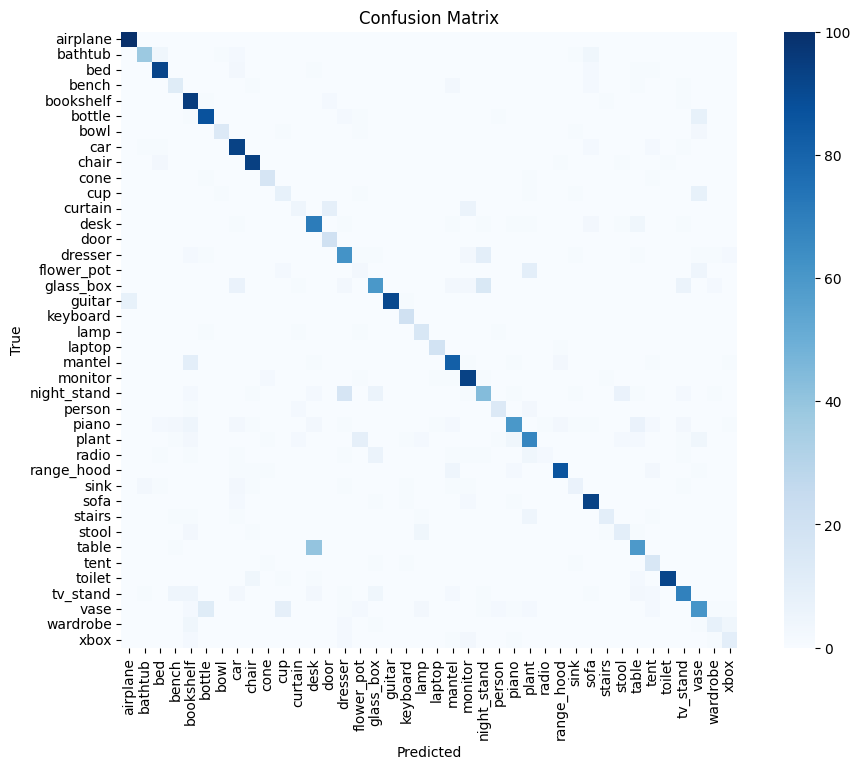 Confusion Matrix
True
airplane
bathtub
bed
bench
bookshelf
bottle
bowl
car
chair
cone
cup
curtain
desk
door
dresser
flower_pot
glass_box
guitar
keyboard
lamp
laptop
mantel
monitor
night_stand
person
piano
plant
radio
range_hood
sink
sofa
stairs
stool
table
tent
toilet
tv_stand
vase
wardrobe
xbox
airplane
bathtub
bed
bench
bookshelf
bottle
bowl
car
chair
cone
cup
curtain
desk
door
dresser
flower_pot
glass_box
guitar
keyboard
lamp
laptop
mantel
monitor
night_stand
person
piano
plant
radio
range_hood
sink
sofa
stairs
stool
table
tent
toilet
tv_stand
vase
wardrobe
xbox
Predicted
100
80
60
40
20
0